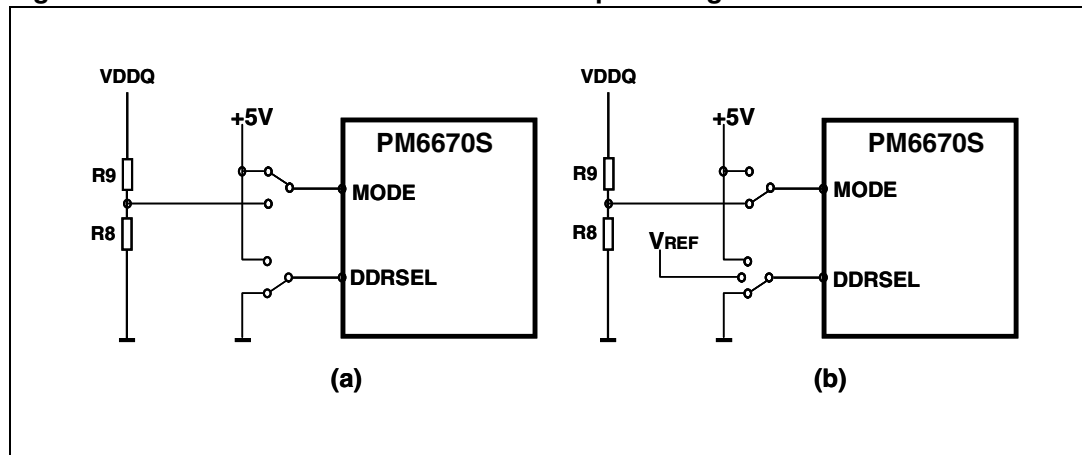 VDDQ
+5V
PM6670S
R9
MODE
R8
DDRSEL
(a)
VDDQ
+5V
PM6670S
R9
MODE
R8
VREF
DDRSEL
(b)